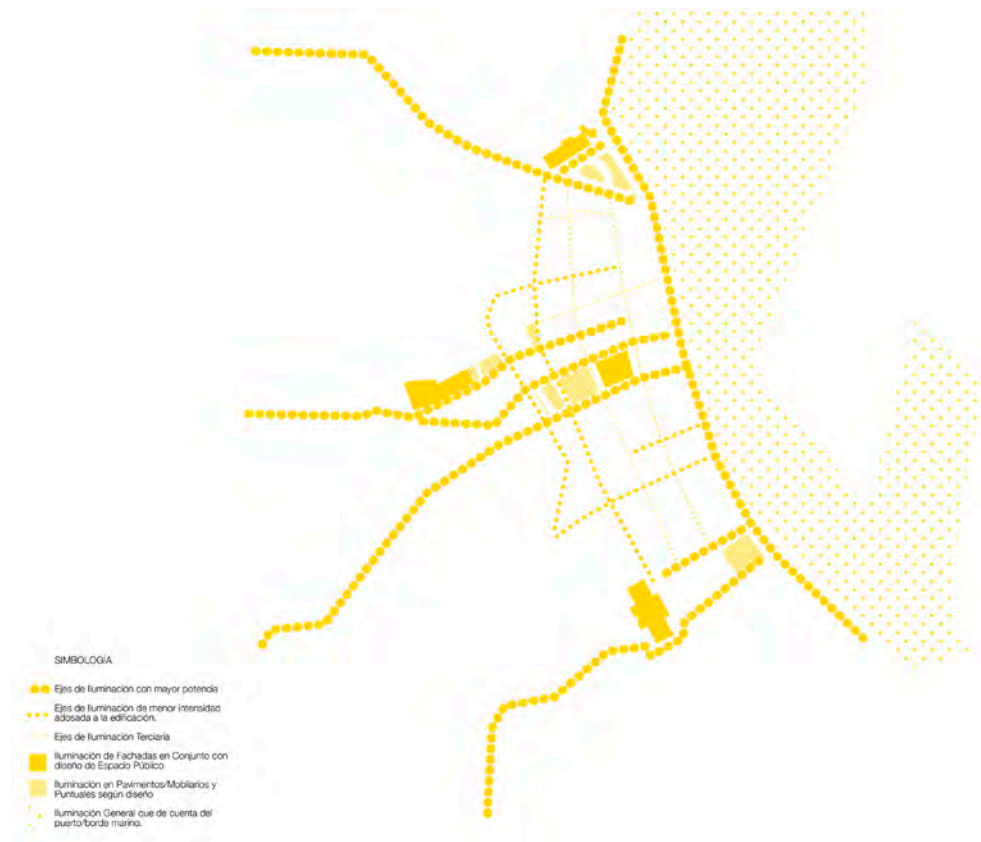 SIMBOLOGÍA
Ejes de Iluminación con mayor potencia
Ejes de Iluminación de menor intensidad
adosada a la edificación.
Ejes de Iluminación Terciaria
Iluminación de Fachadas en Conjunto con
diseño de Espacio Público
Iluminación en Pavimentos/Mobiliarios y
Puntuales según diseño
Iluminación General que de cuenta del
puerto/borde marino.